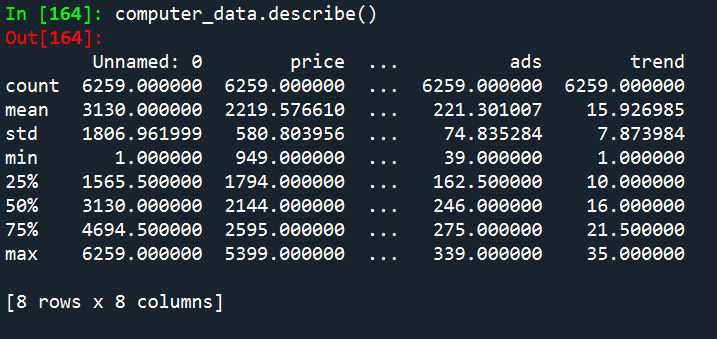 In [164]: computer_data.describe()
Out[164]:
Unnamed: 0 price ... ads trend
count 6259.000000 6259.000000 ... 6259.000000 6259.000000
mean 3130.000000 2219.576610 ... 221.301007 15.926985
std 1806.961999 580.803956 ... 74.835284 7.873984
min 1.000000 949.000000 ... 39.000000 1.000000
25% 1565.500000 1794.000000 ... 162.500000 10.000000
50% 3130.000000 2144.000000 ... 246.000000 16.000000
75% 4694.500000 2595.000000 ... 275.000000 21.500000
max 6259.000000 5399.000000 ... 339.000000 35.000000
[8 rows x 8 columns]